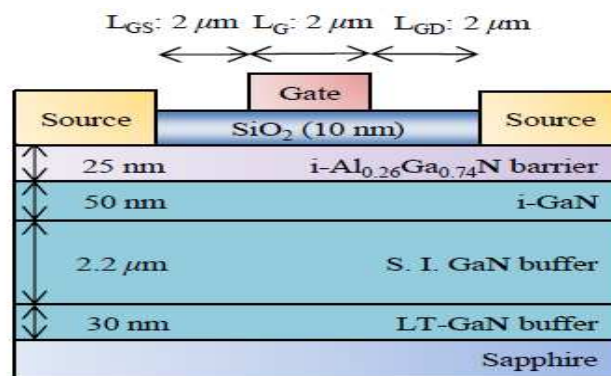 L_GS: 2 μm L_G: 2 μm L_GD: 2 μm
Gate
Source SiO₂ (10 nm) Source
25 nm i-Al₀.₂₆Ga₀.₇₄N barrier
50 nm i-GaN
2.2 μm S. I. GaN buffer
30 nm LT-GaN buffer
Sapphire